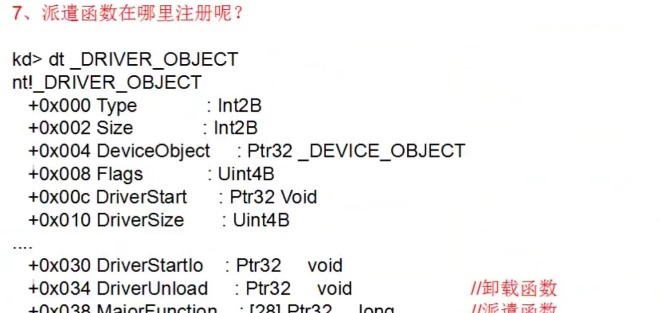 7、派遣函数在哪里注册呢？
kd> dt _DRIVER_OBJECT
nt!_DRIVER_OBJECT
+0x000 Type : Int2B
+0x002 Size : Int2B
+0x004 DeviceObject : Ptr32 _DEVICE_OBJECT
+0x008 Flags : Uint4B
+0x00c DriverStart : Ptr32 Void
+0x010 DriverSize : Uint4B
....
+0x030 DriverStartIo : Ptr32 void
+0x034 DriverUnload : Ptr32 void //卸载函数
+0x038 MajorFunction : [28] Ptr32 long //派遣函数